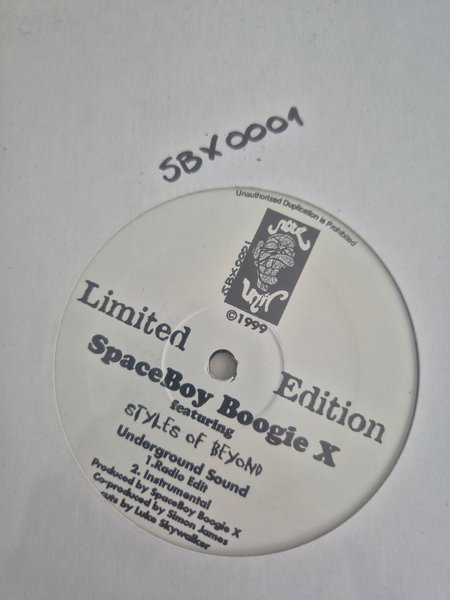 SBX0001
Unauthorized Duplication is Prohibited
SBX0001
©1999
Limited
Edition
SpaceBoy Boogie X
featuring
STYLES OF BEYOND
Underground Sound
1.Radio Edit
2. Instrumental
Produced by SpaceBoy Boogie X
Co-produced by Simon James
cuts by Luke Skywalker